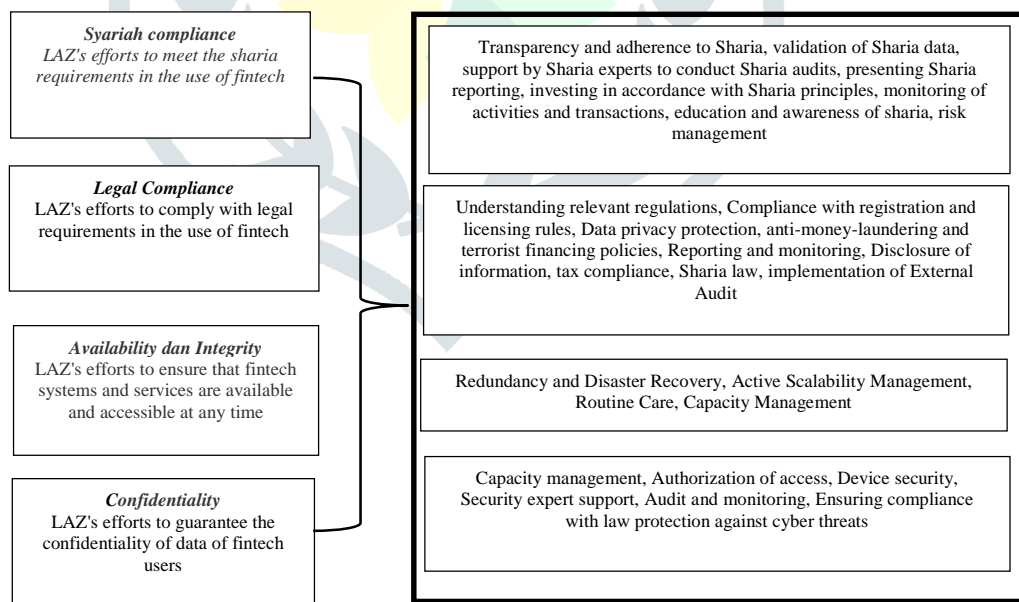 Syariah compliance
LAZ's efforts to meet the sharia
requirements in the use of fintech
Transparency and adherence to Sharia, validation of Sharia data,
support by Sharia experts to conduct Sharia audits, presenting Sharia
reporting, investing in accordance with Sharia principles, monitoring of
activities and transactions, education and awareness of sharia, risk
management
Legal Compliance
LAZ's efforts to comply with legal
requirements in the use of fintech
Understanding relevant regulations, Compliance with registration and
licensing rules, Data privacy protection, anti-money-laundering and
terrorist financing policies, Reporting and monitoring, Disclosure of
information, tax compliance, Sharia law, implementation of External
Audit
Availability dan Integrity
LAZ's efforts to ensure that fintech
systems and services are available
and accessible at any time
Redundancy and Disaster Recovery, Active Scalability Management,
Routine Care, Capacity Management
Confidentiality
LAZ's efforts to guarantee the
confidentiality of data of fintech
users
Capacity management, Authorization of access, Device security,
Security expert support, Audit and monitoring, Ensuring compliance
with law protection against cyber threats